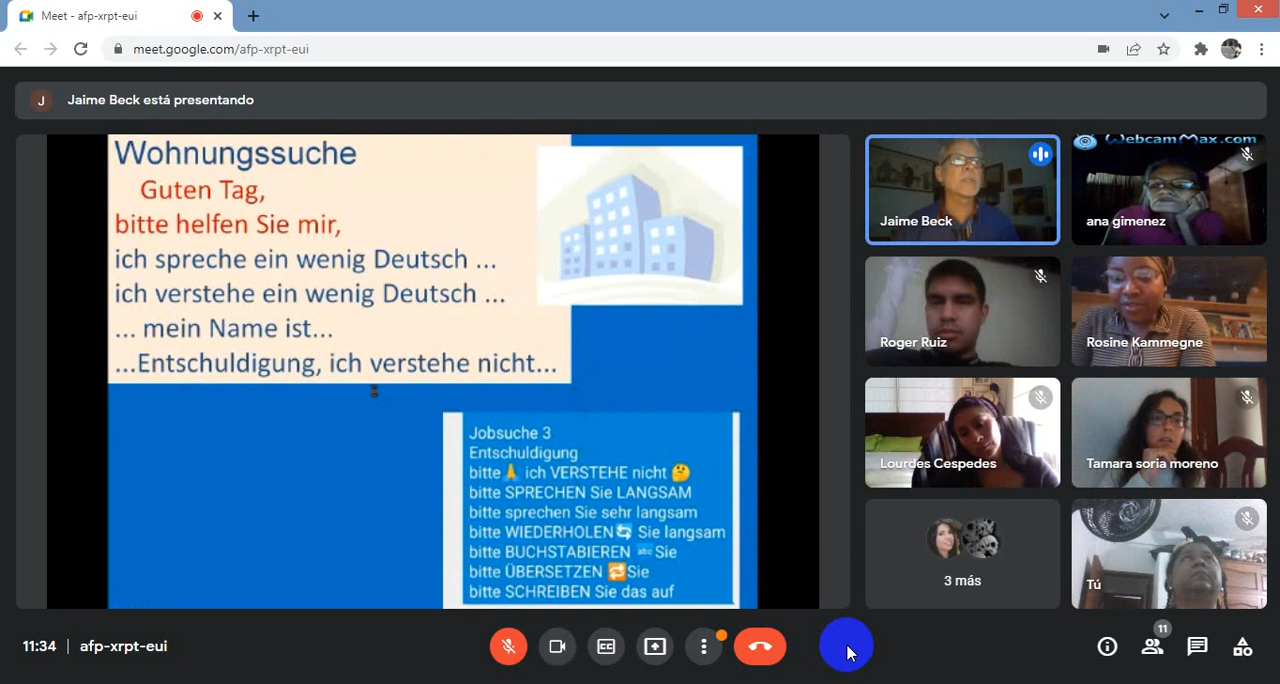 Meet - afp-xrpt-eui
meet.google.com/afp-xrpt-eui
J
Jaime Beck está presentando
Wohnungssuche
Guten Tag,
bitte helfen Sie mir,
ich spreche ein wenig Deutsch ...
ich verstehe ein wenig Deutsch ...
... mein Name ist...
...Entschuldigung, ich verstehe nicht...
Jobsuche 3
Entschuldigung
bitte🙏 ich VERSTEHE nicht 🤔
bitte SPRECHEN Sie LANGSAM
bitte sprechen Sie sehr langsam
bitte WIEDERHOLEN🔄 Sie langsam
bitte BUCHSTABIEREN 🔤Sie
bitte ÜBERSETZEN 🔁Sie
bitte SCHREIBEN Sie das auf
Jaime Beck
WebcamMax.com
ana gimenez
Roger Ruiz
Rosine Kammegne
Lourdes Cespedes
Tamara soria moreno
3 más
Tú
11:34 | afp-xrpt-eui
CC
11